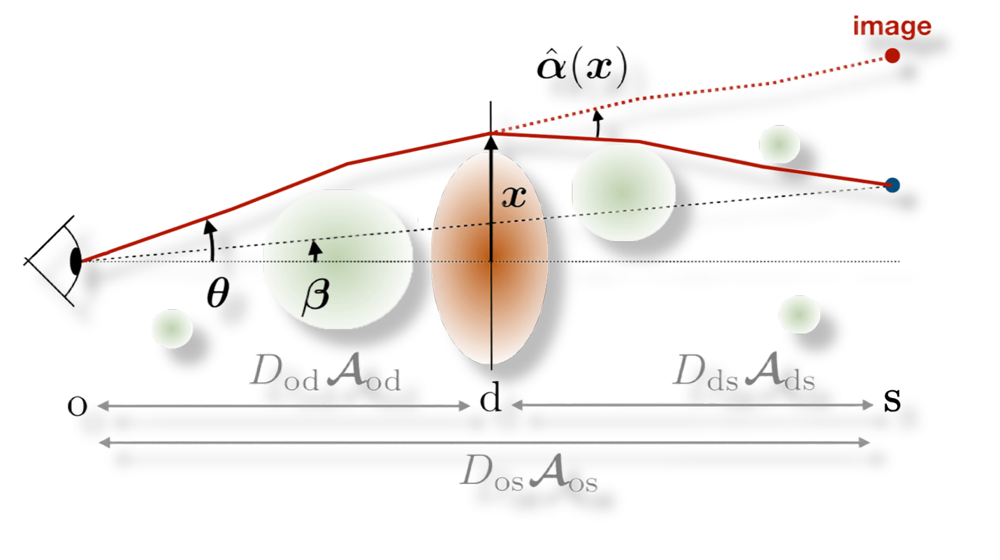 image
α̂(x)
x
θ
β
D_od 𝒜_od
D_ds 𝒜_ds
o
d
s
D_os 𝒜_os